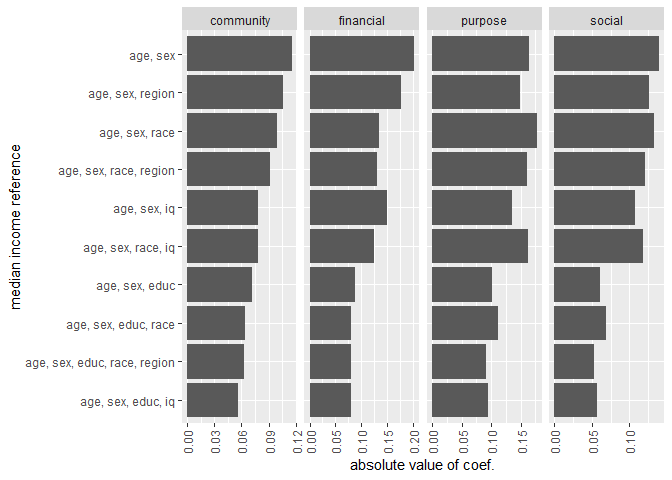 community financial purpose social
median income reference
age, sex
age, sex, region
age, sex, race
age, sex, race, region
age, sex, iq
age, sex, race, iq
age, sex, educ
age, sex, educ, race
age, sex, educ, race, region
age, sex, educ, iq
0.00 0.03 0.06 0.09 0.12 0.00 0.05 0.10 0.15 0.20 0.00 0.05 0.10 0.15 0.00 0.05 0.10
absolute value of coef.